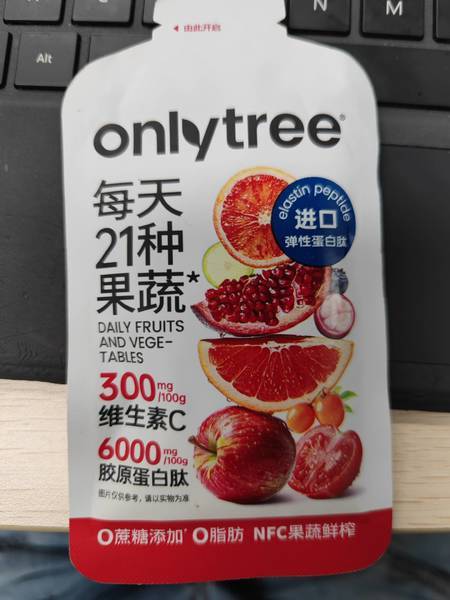 N
M
Alt
由此开启
onlytree®
elastin peptide
进口
弹性蛋白肽
每天
21种
果蔬*
DAILY FRUITS
AND VEGE-
TABLES
300mg/100g
维生素C
6000mg/100g
胶原蛋白肽
图片仅供参考，请以实物为准
0蔗糖添加* 0脂肪 NFC果蔬鲜榨